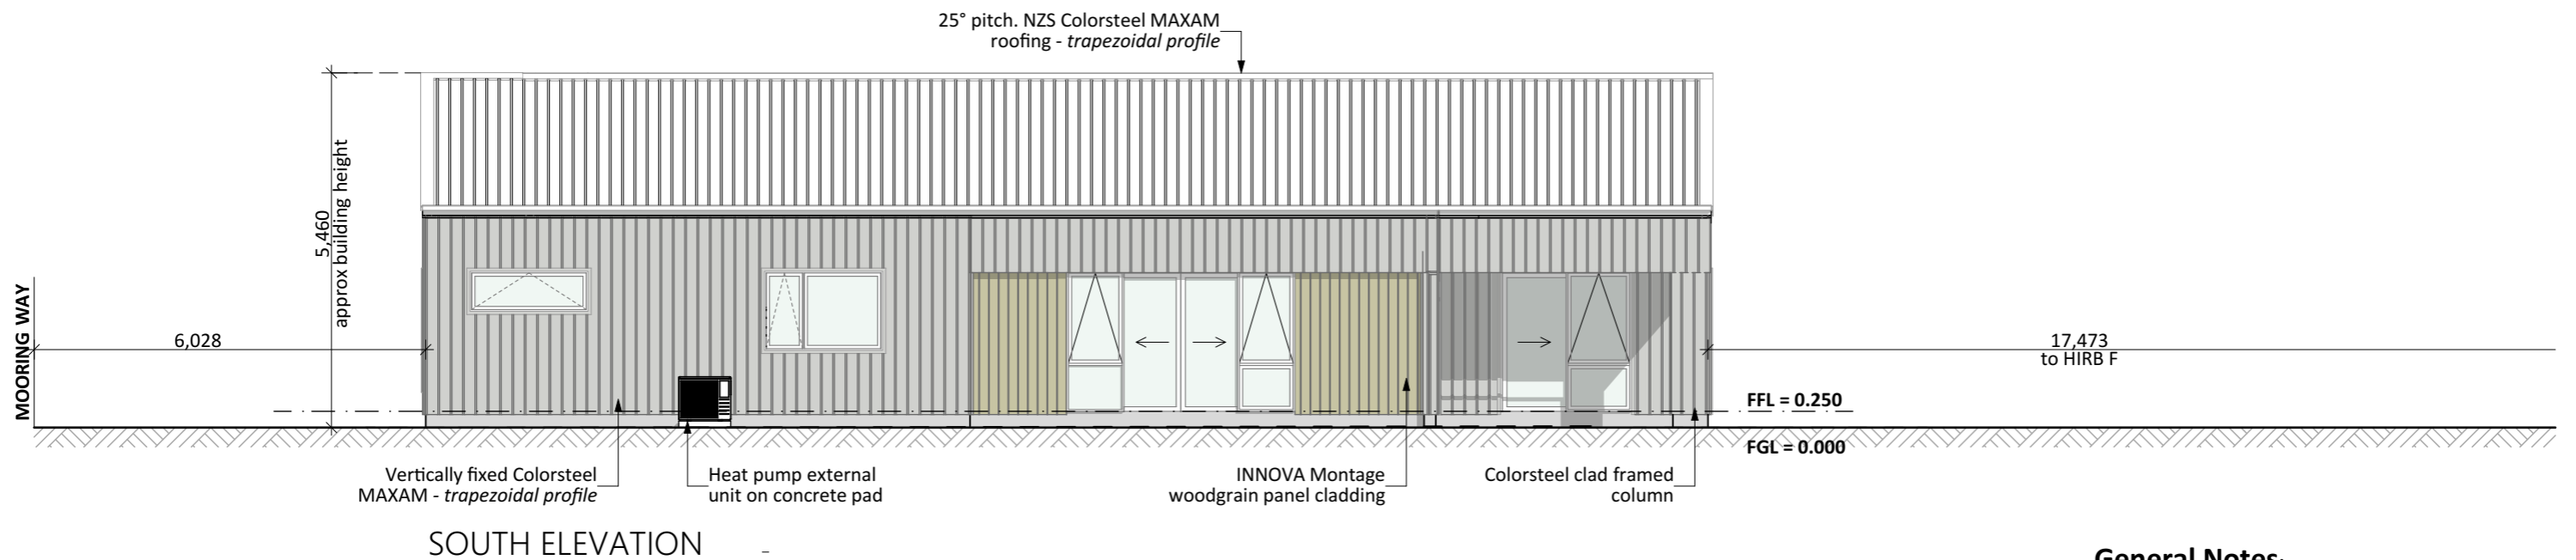 25° pitch. NZS Colorsteel MAXAM
roofing - trapezoidal profile
5,460
approx building height
MOORING WAY
6,028
17,473
to HIRB F
FFL = 0.250
FGL = 0.000
Vertically fixed Colorsteel
MAXAM - trapezoidal profile
Heat pump external
unit on concrete pad
INNOVA Montage
woodgrain panel cladding
Colorsteel clad framed
column
SOUTH ELEVATION
General Notes: